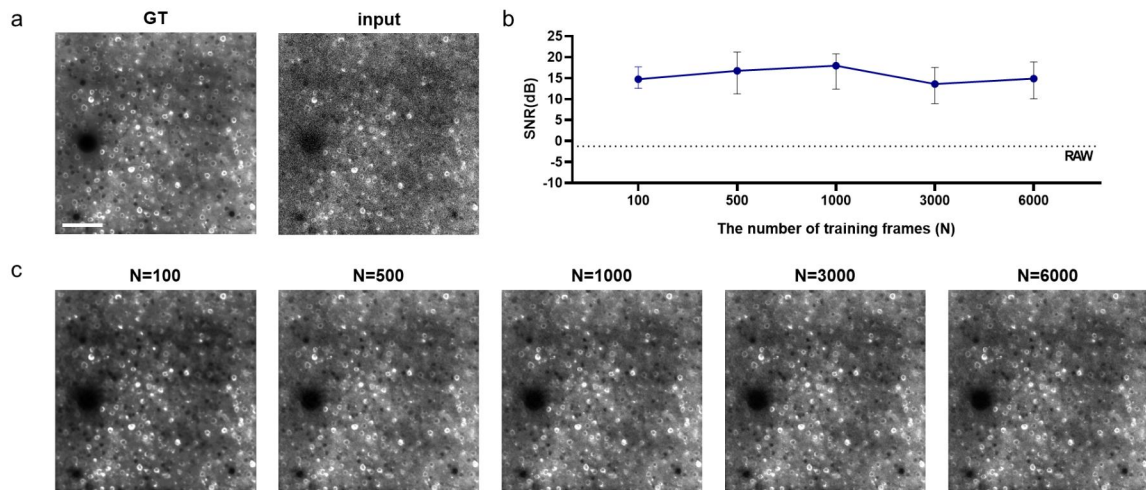 a
GT
input
b
SNR(dB)
25
20
15
10
5
0
-5
-10
RAW
100
500
1000
3000
6000
The number of training frames (N)
c
N=100
N=500
N=1000
N=3000
N=6000